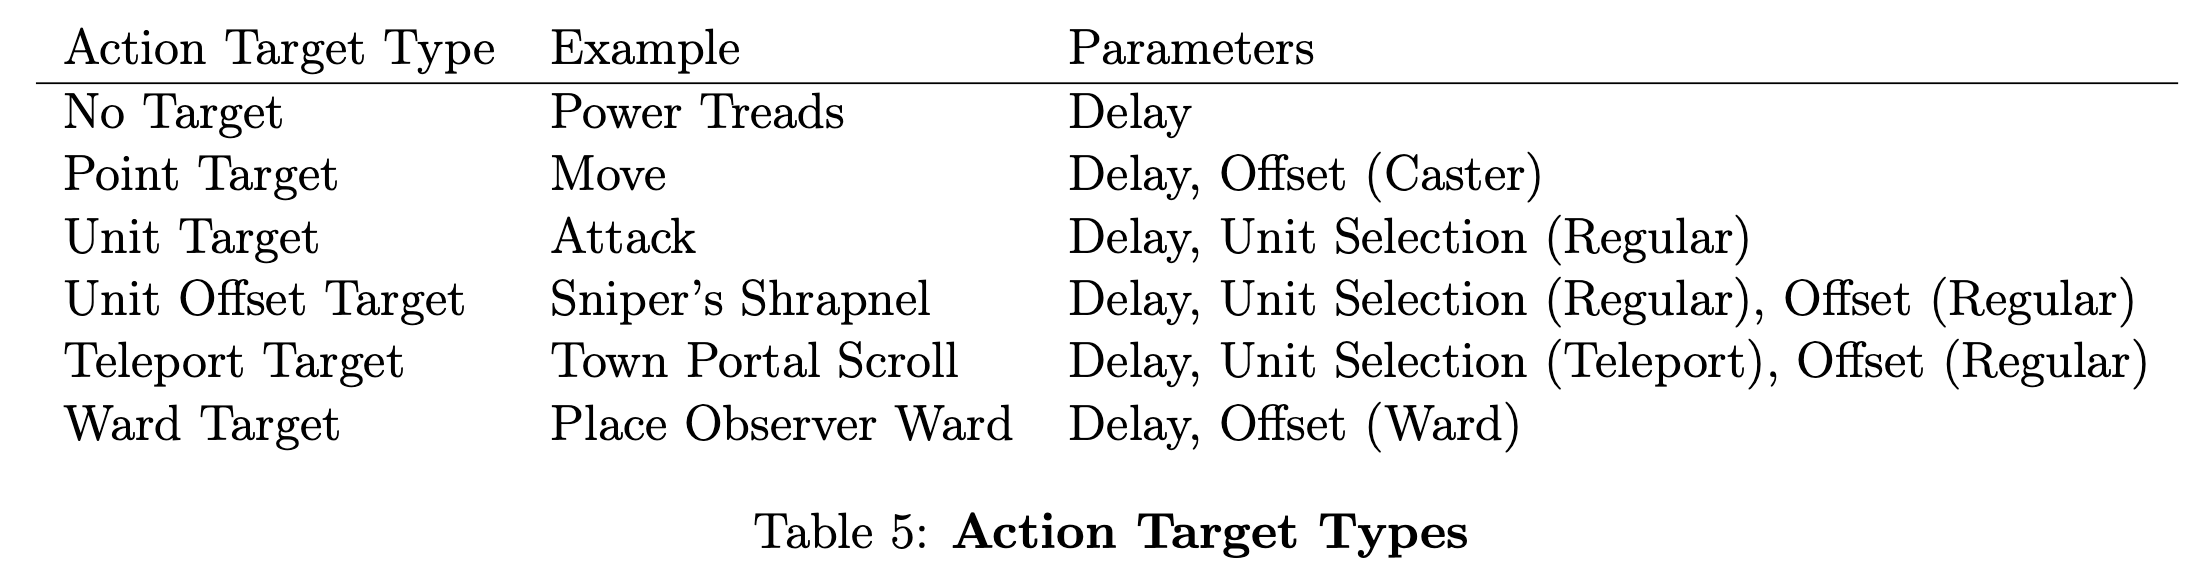 Action Target Type Example Parameters
No Target Power Treads Delay
Point Target Move Delay, Offset (Caster)
Unit Target Attack Delay, Unit Selection (Regular)
Unit Offset Target Sniper's Shrapnel Delay, Unit Selection (Regular), Offset (Regular)
Teleport Target Town Portal Scroll Delay, Unit Selection (Teleport), Offset (Regular)
Ward Target Place Observer Ward Delay, Offset (Ward)
Table 5: Action Target Types